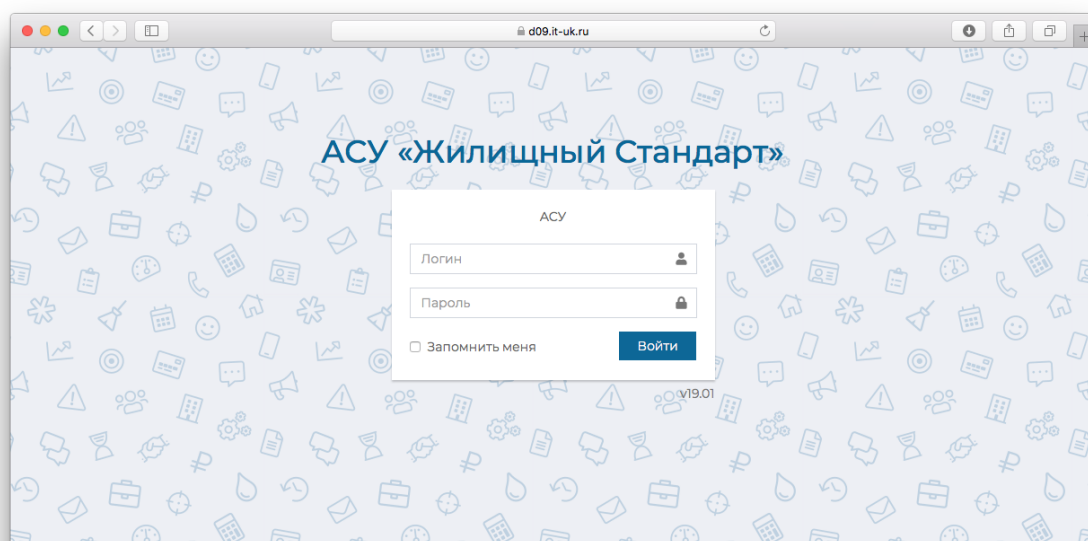 d09.it-uk.ru
АСУ «Жилищный Стандарт»
АСУ
Логин
Пароль
Запомнить меня
Войти
v19.01